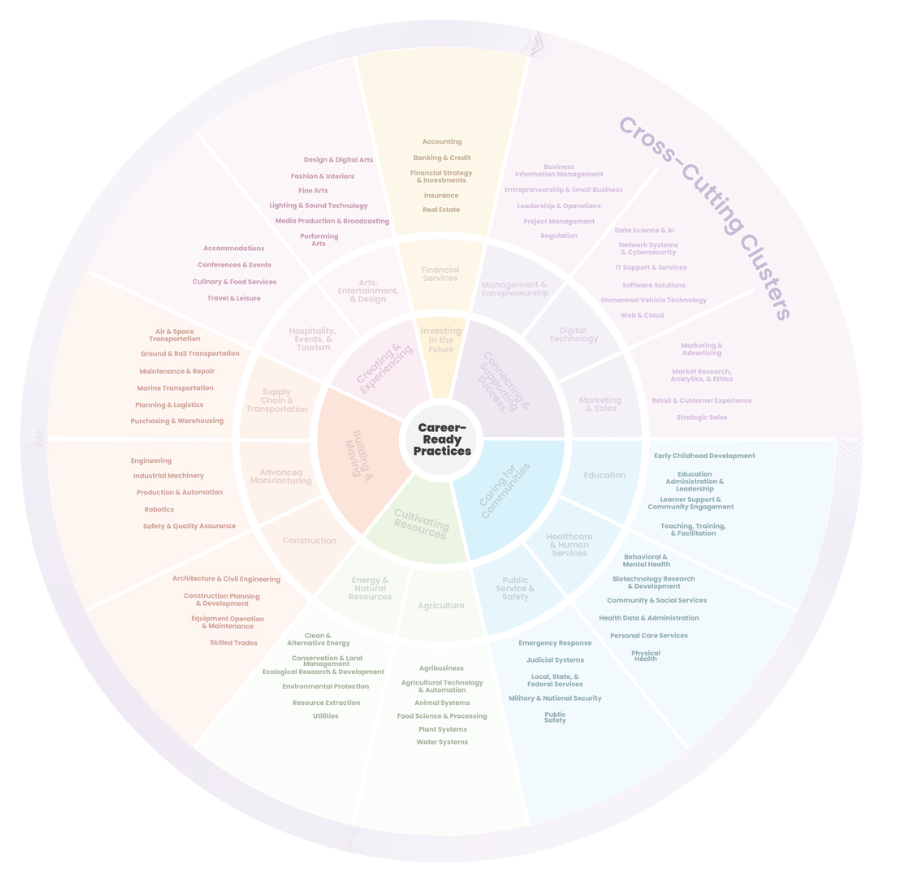 Cross-Cutting Clusters
Accounting
Banking & Credit
Financial Strategy
& Investments
Insurance
Real Estate
Business
Information Management
Entrepreneurship & Small Business
Leadership & Operations
Project Management
Regulation
Data Science & AI
Network Systems
& Cybersecurity
IT Support & Services
Software Solutions
Unmanned Vehicle Technology
Web & Cloud
Marketing &
Advertising
Market Research,
Analytics, & Ethics
Retail & Customer Experience
Strategic Sales
Early Childhood Development
Education
Administration &
Leadership
Learner Support &
Community Engagement
Teaching, Training,
& Facilitation
Behavioral &
Mental Health
Biotechnology Research
& Development
Community & Social Services
Health Data & Administration
Personal Care Services
Physical
Health
Emergency Response
Judicial Systems
Local, State, &
Federal Services
Military & National Security
Public
Safety
Agribusiness
Agricultural Technology
& Automation
Animal Systems
Food Science & Processing
Plant Systems
Water Systems
Clean &
Alternative Energy
Conservation & Land
Management
Ecological Research & Development
Environmental Protection
Resource Extraction
Utilities
Architecture & Civil Engineering
Construction Planning
& Development
Equipment Operation
& Maintenance
Skilled Trades
Engineering
Industrial Machinery
Production & Automation
Robotics
Safety & Quality Assurance
Air & Space
Transportation
Ground & Rail Transportation
Maintenance & Repair
Marine Transportation
Planning & Logistics
Purchasing & Warehousing
Accommodations
Conferences & Events
Culinary & Food Services
Travel & Leisure
Design & Digital Arts
Fashion & Interiors
Fine Arts
Lighting & Sound Technology
Media Production & Broadcasting
Performing
Arts
Financial
Services
Management &
Entrepreneurship
Digital
Technology
Marketing
& Sales
Education
Healthcare
& Human
Services
Public
Service &
Safety
Agriculture
Energy &
Natural
Resources
Construction
Advanced
Manufacturing
Supply
Chain &
Transportation
Hospitality,
Events, &
Tourism
Arts,
Entertainment,
& Design
Investing
in the
Future
Connecting &
Supporting
Success
Caring for
Communities
Cultivating
Resources
Building &
Moving
Creating &
Experiencing
Career-
Ready
Practices